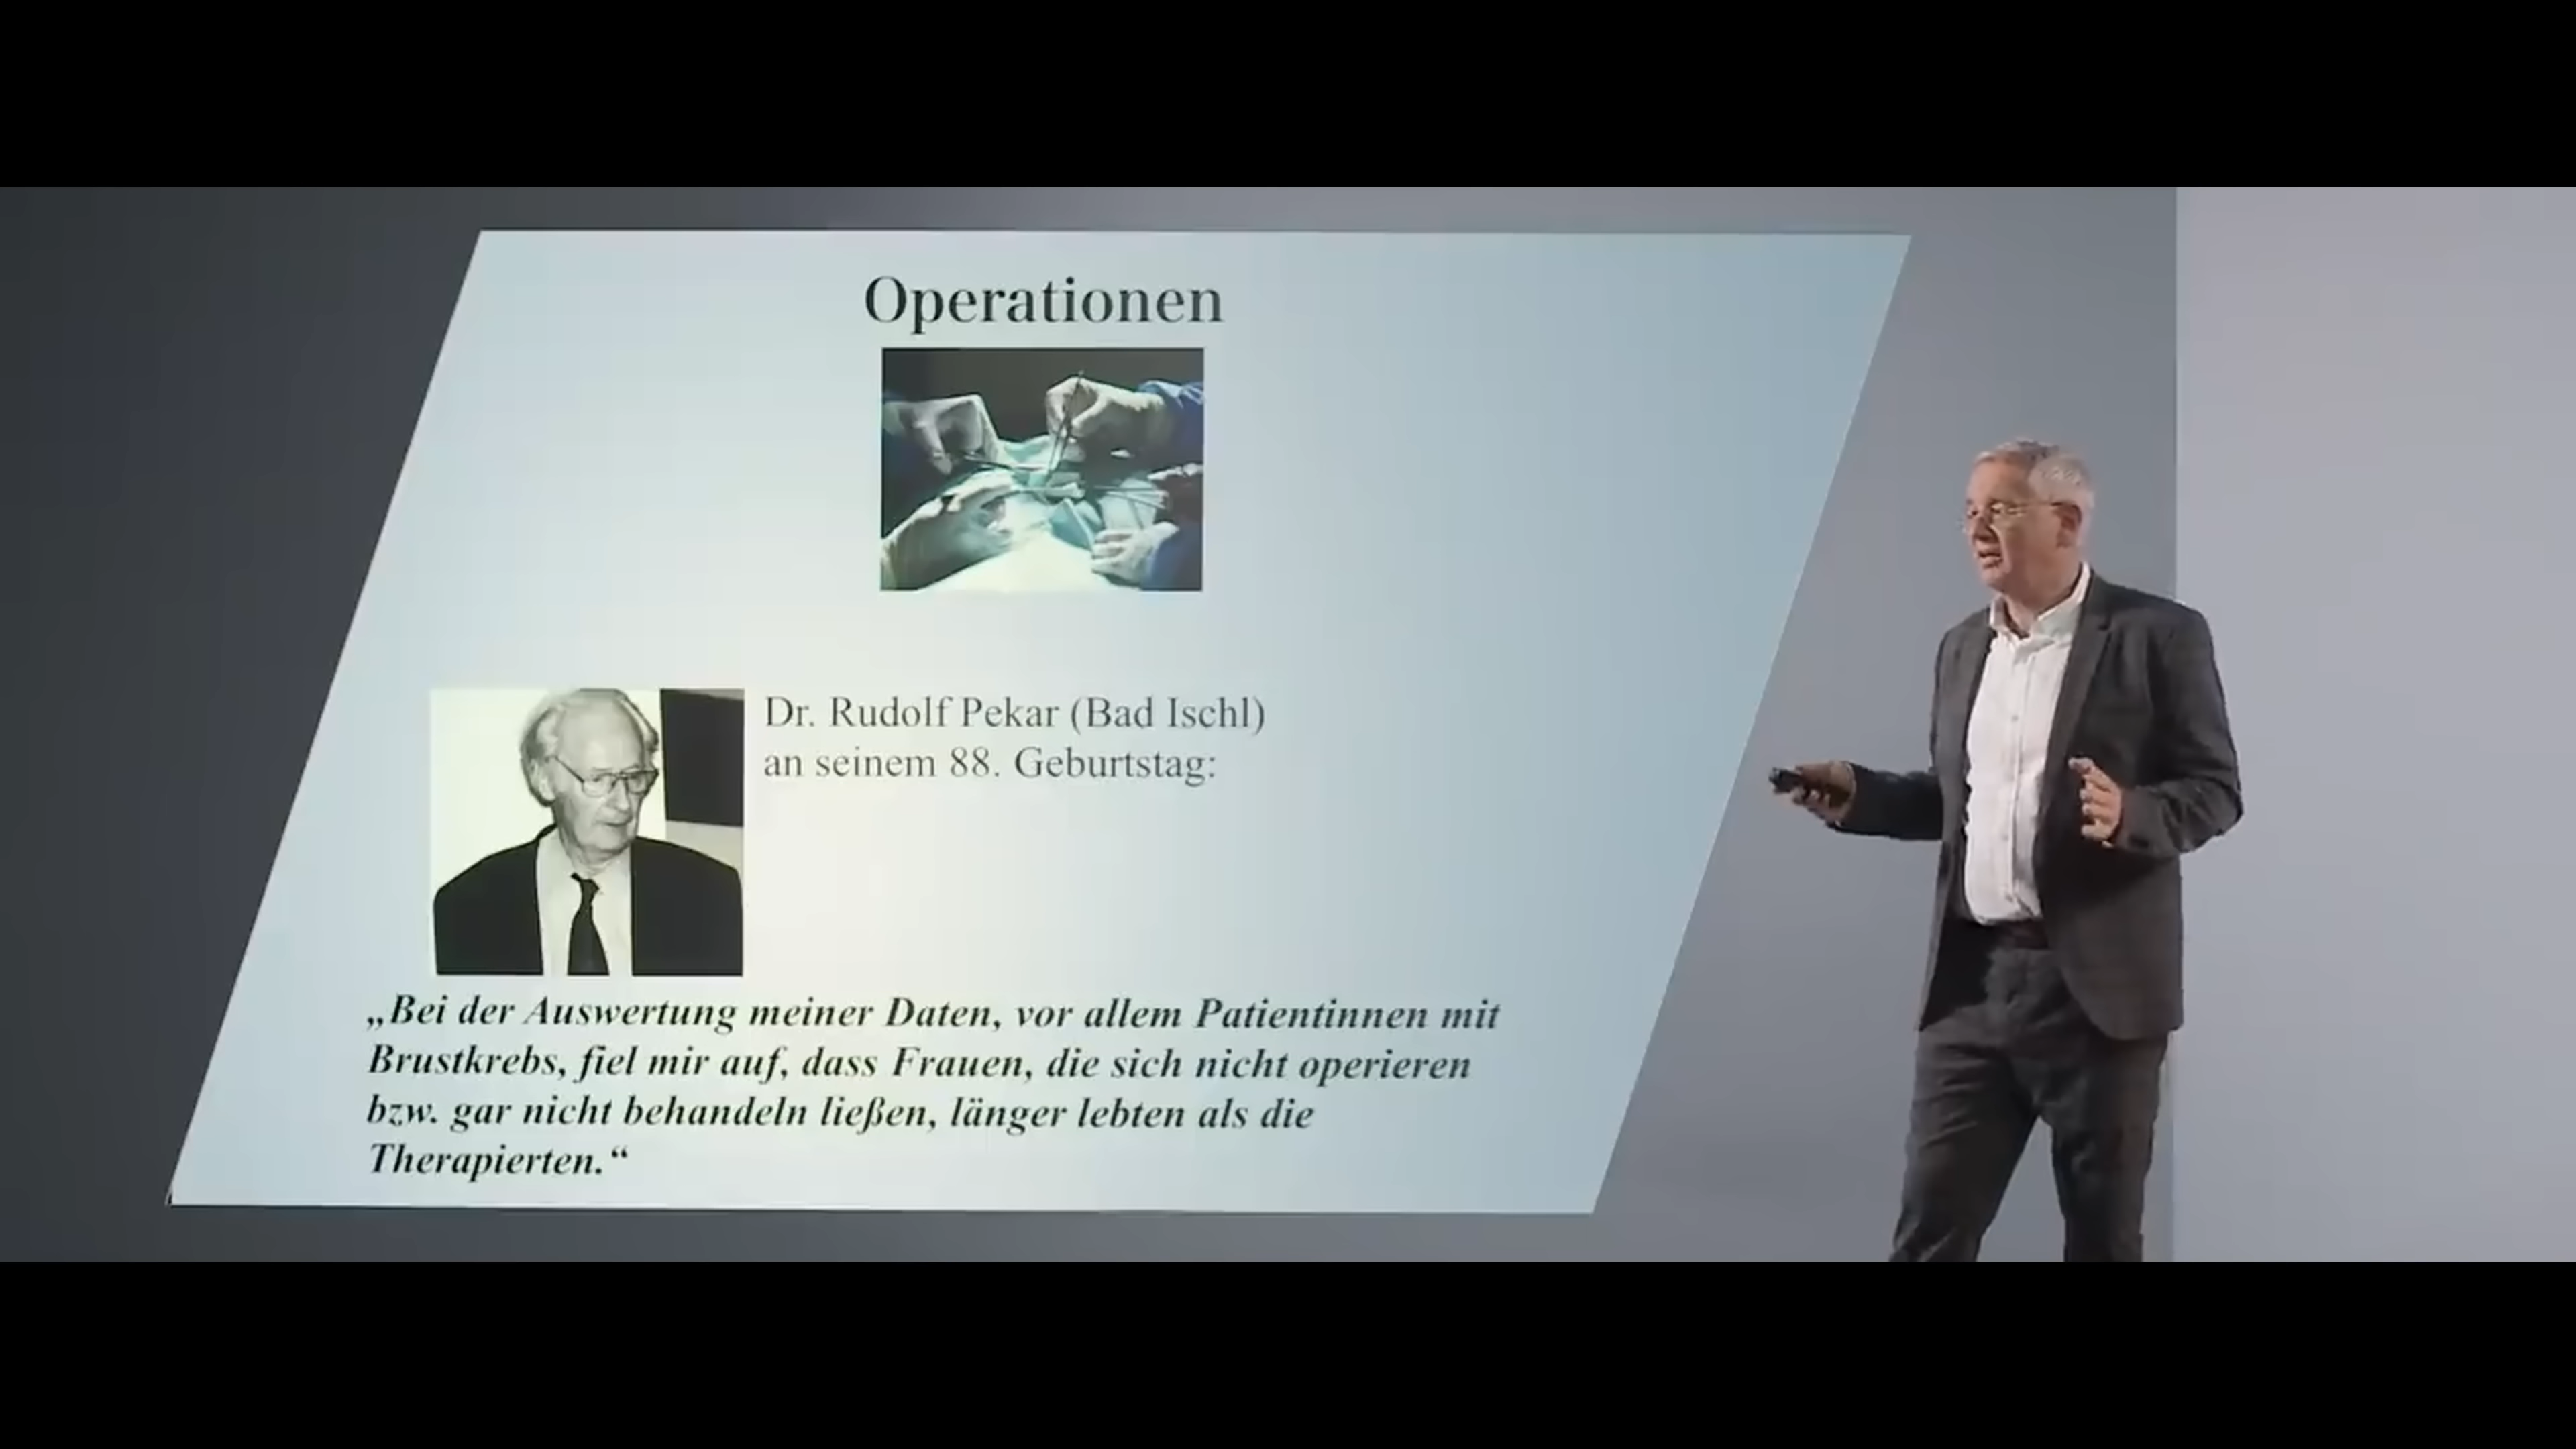 Operationen
Dr. Rudolf Pekar (Bad Ischl)
an seinem 88. Geburtstag:
„Bei der Auswertung meiner Daten, vor allem Patientinnen mit
Brustkrebs, fiel mir auf, dass Frauen, die sich nicht operieren
bzw. gar nicht behandeln ließen, länger lebten als die
Therapierten.“